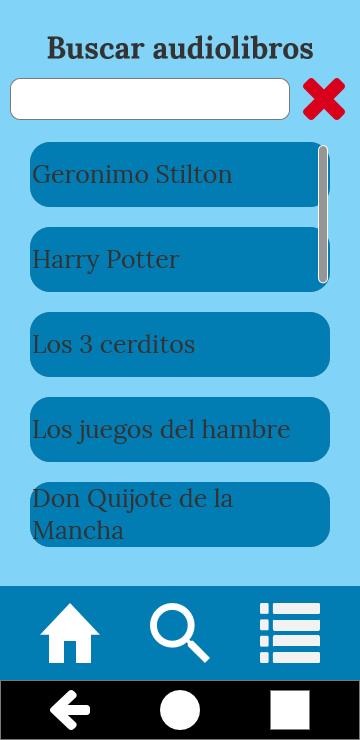 Buscar audiolibros
Geronimo Stilton
Harry Potter
Los 3 cerditos
Los juegos del hambre
Don Quijote de la
Mancha